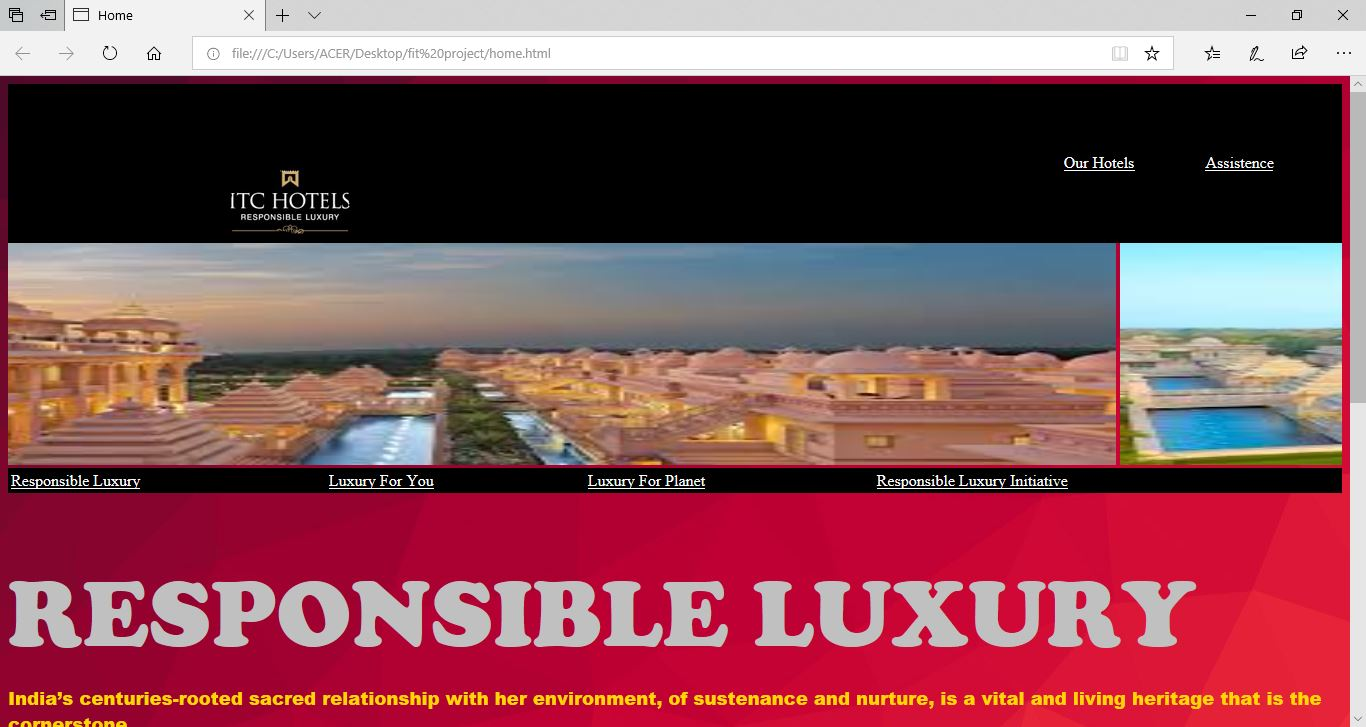 Home
file:///C:/Users/ACER/Desktop/fit%20project/home.html
Our Hotels Assistence
ITC HOTELS
RESPONSIBLE LUXURY
Responsible Luxury Luxury For You Luxury For Planet Responsible Luxury Initiative
RESPONSIBLE LUXURY
India’s centuries-rooted sacred relationship with her environment, of sustenance and nurture, is a vital and living heritage that is the
cornerstone